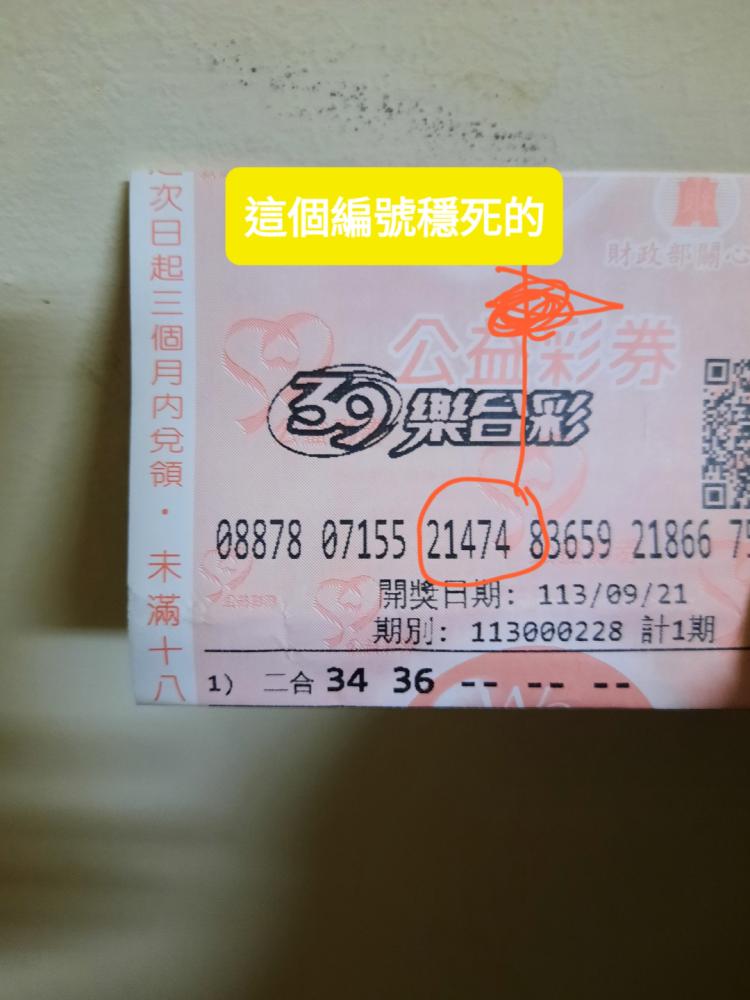 這個編號穩死的
財政部關心
公益彩券
39樂合彩
08878 07155 21474 83659 21866
開獎日期: 113/09/21
期別: 113000228 計1期
1) 二合 34 36 -- -- --
次日起三個月內兌領。未滿十八